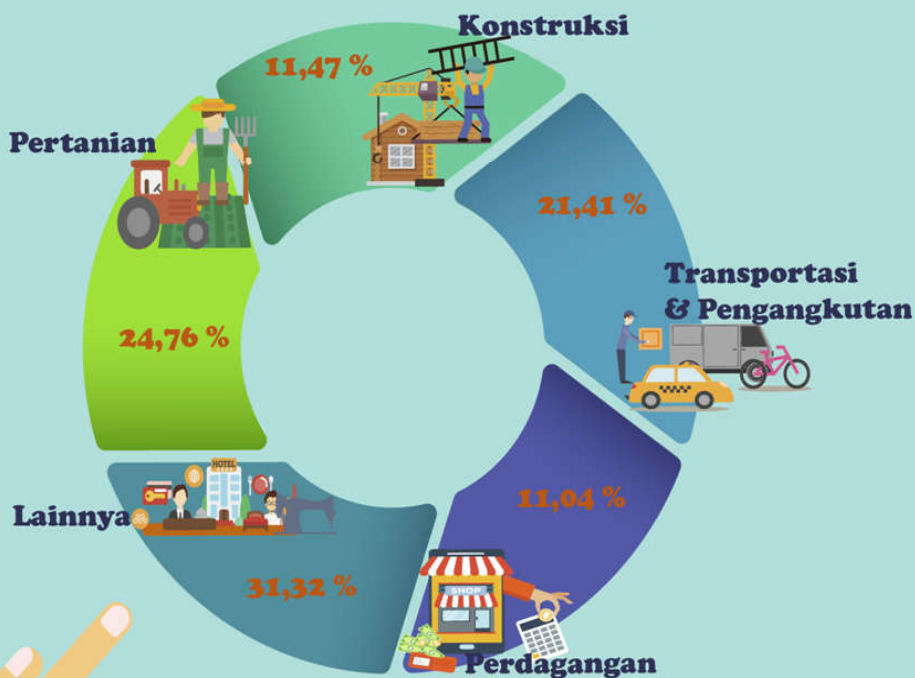 Konstruksi
11,47 %
Pertanian
21,41 %
Transportasi
& Pengangkutan
24,76 %
HOTEL
Lainnya
11,04 %
31,32 %
SHOP
Perdagangan